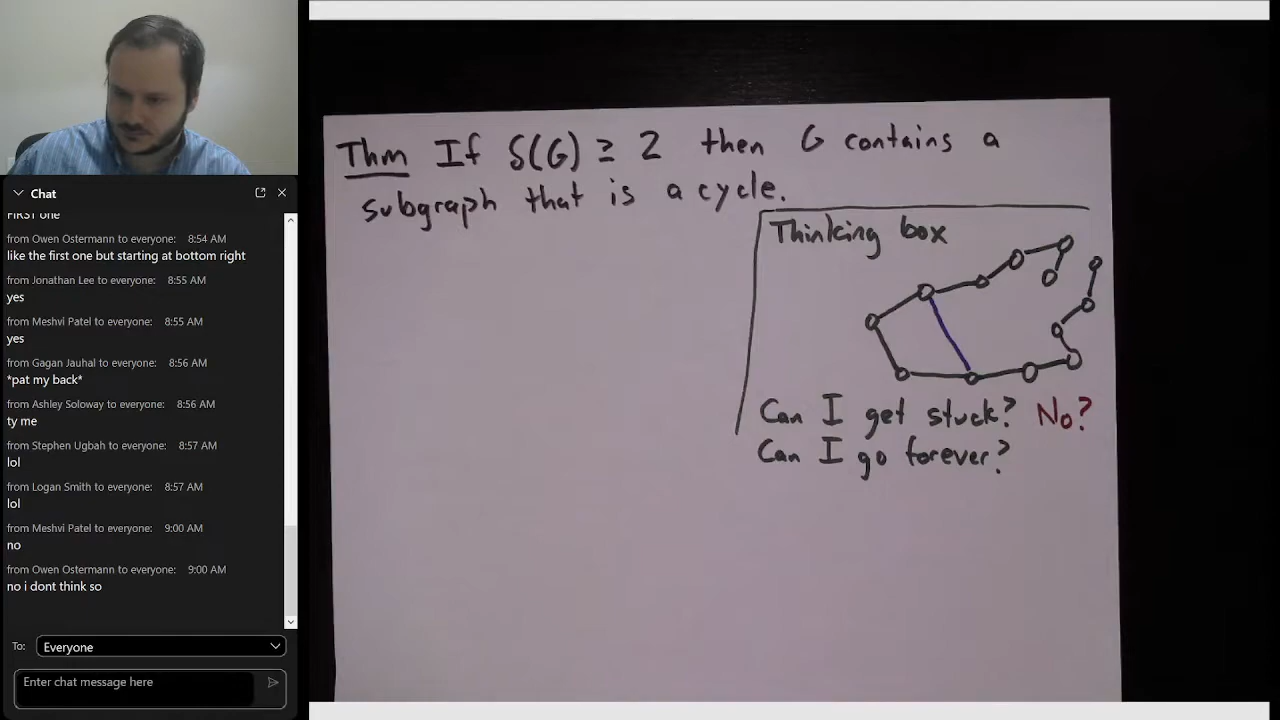 Chat
FIRST one
from Owen Ostermann to everyone: 8:54 AM
like the first one but starting at bottom right
from Jonathan Lee to everyone: 8:55 AM
yes
from Meshvi Patel to everyone: 8:55 AM
yes
from Gagan Jauhal to everyone: 8:56 AM
*pat my back*
from Ashley Soloway to everyone: 8:56 AM
ty me
from Stephen Ugbah to everyone: 8:57 AM
lol
from Logan Smith to everyone: 8:57 AM
lol
from Meshvi Patel to everyone: 9:00 AM
no
from Owen Ostermann to everyone: 9:00 AM
no i dont think so
To: Everyone
Enter chat message here
Thm If δ(G) ≥ 2 then G contains a
subgraph that is a cycle.
Thinking box
Can I get stuck? No?
Can I go forever?